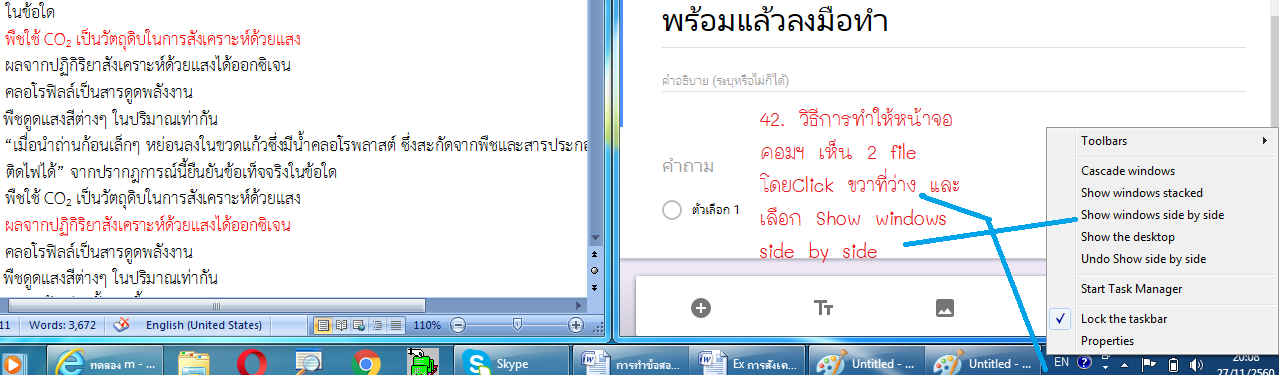 ในข้อใด
พืชใช้ CO₂ เป็นวัตถุดิบในการสังเคราะห์ด้วยแสง
ผลจากปฏิกิริยาสังเคราะห์ด้วยแสงได้ออกซิเจน
คลอโรฟิลล์เป็นสารดูดพลังงาน
พืชดูดแสงสีต่างๆ ในปริมาณเท่ากัน
“เมื่อนำถ่านก้อนเล็กๆ หย่อนลงในขวดแก้วซึ่งมีน้ำคลอโรพลาสต์ ซึ่งสะกัดจากพืชและสารประกอ
ติดไฟได้” จากปรากฏการณ์นี้ยืนยันข้อเท็จจริงในข้อใด
พืชใช้ CO₂ เป็นวัตถุดิบในการสังเคราะห์ด้วยแสง
ผลจากปฏิกิริยาสังเคราะห์ด้วยแสงได้ออกซิเจน
คลอโรฟิลล์เป็นสารดูดพลังงาน
พืชดูดแสงสีต่างๆ ในปริมาณเท่ากัน
11 Words: 3,672 English (United States) 110%
พร้อมแล้วลงมือทำ
คำอธิบาย (ระบุหรือไม่ก็ได้)
คำถาม
ตัวเลือก 1
42. วิธีการทำให้หน้าจอ
คอมฯ เห็น 2 file
โดยClick ขวาที่ว่าง และ
เลือก Show windows
side by side
Tт
Toolbars
Cascade windows
Show windows stacked
Show windows side by side
Show the desktop
Undo Show side by side
Start Task Manager
Lock the taskbar
Properties
ทดลอง m - ...
Skype
การทำข้อสอ...
Ex การสังเค...
Untitled - ...
Untitled - ...
EN
20:08
27/11/2560